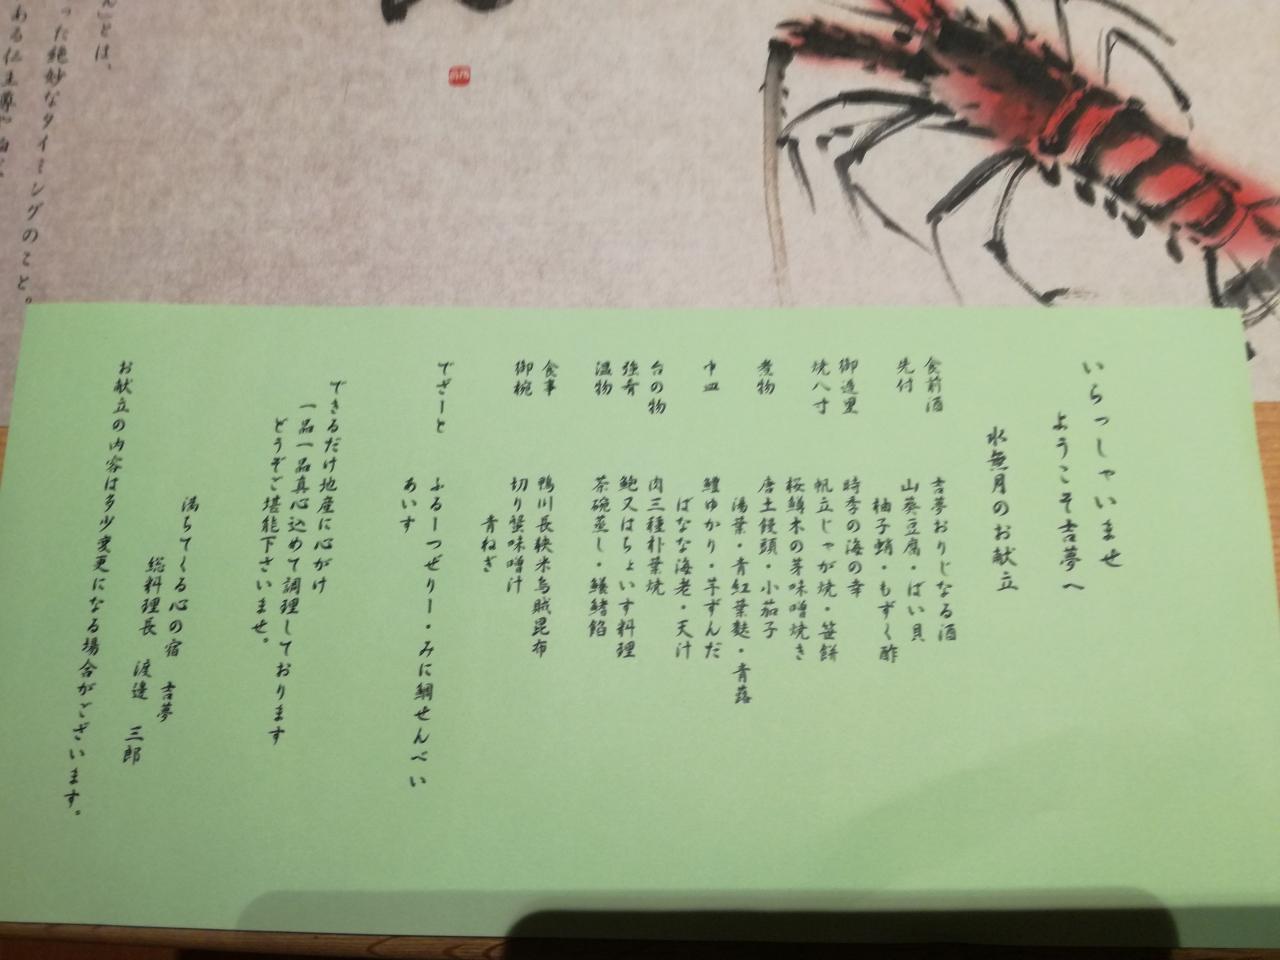 いらっしゃいませ
ようこそ吉夢へ
水無月のお献立
食前酒 吉夢おりじなる酒
先付 山葵豆腐・ばい貝
柚子蛸・もずく酢
御造里 時季の海の幸
焼八寸 帆立じゃが焼・笹餅
桜鱒木の芽味噌焼き
煮物 唐土饅頭・小茄子
湯葉・青紅葉麩・青蕗
中皿 鱧ゆかり・芋ずんだ
ばなな海老・天汁
台の物 肉三種朴葉焼
強肴 鮑又はちょいす料理
温物 茶碗蒸し・鱶鰭餡
食事 鴨川長狭米烏賊昆布
御椀 切り蟹味噌汁
青ねぎ
でざーと ふるーつぜりー・みに鯛せんべい
あいす
できるだけ地産に心がけ
一品一品真心込めて調理しております
どうぞご堪能下さいませ。
満ちてくる心の宿 吉夢
総料理長 渡邉 三郎
お献立の内容は多少変更になる場合がございます。
とは、
った絶妙なタイミングのこと。
ある